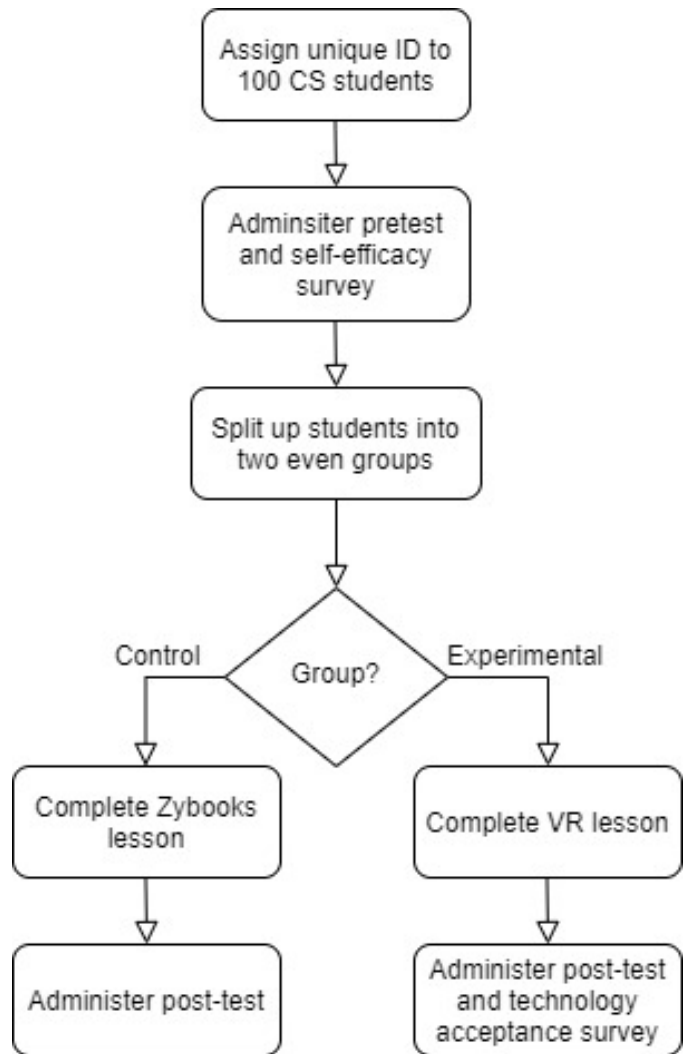 Assign unique ID to
100 CS students
Adminsiter pretest
and self-efficacy
survey
Split up students into
two even groups
Group?
Control
Experimental
Complete Zybooks
lesson
Complete VR lesson
Administer post-test
Administer post-test
and technology
acceptance survey